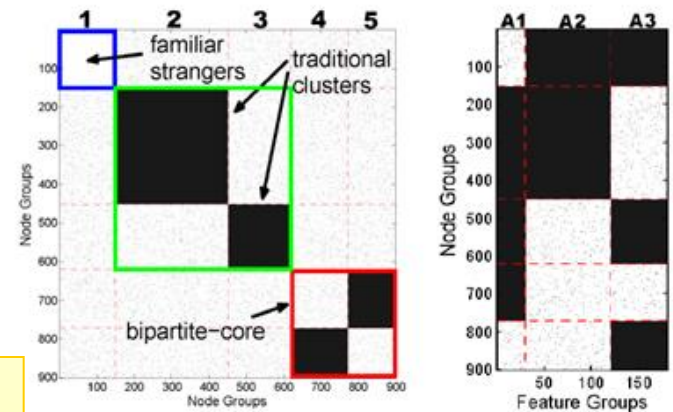 1 2 3 4 5
familiar
strangers
traditional
clusters
bipartite-core
Node Groups
100
200
300
400
500
600
700
800
900
100 200 300 400 500 600 700 800 900
Node Groups
A1 A2 A3
Node Groups
100
200
300
400
500
600
700
800
900
50 100 150
Feature Groups